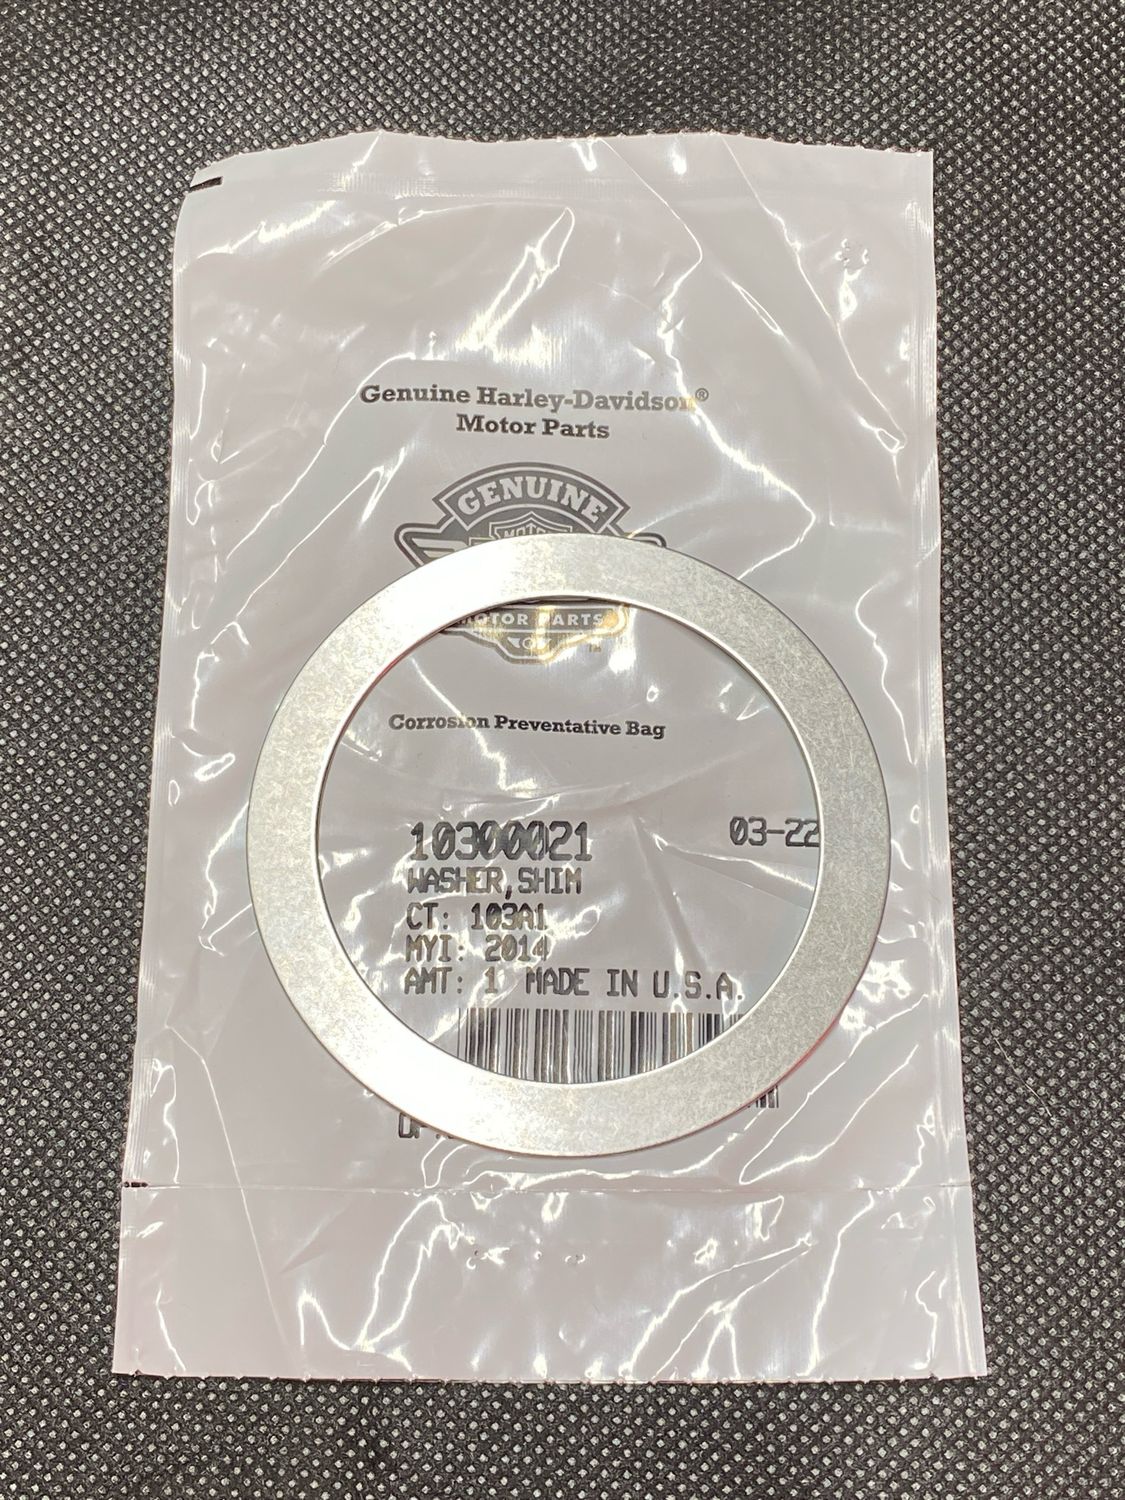 Genuine Harley-Davidson®
Motor Parts
GENUINE
MOTOR
MOTOR PARTS
Corrosion Preventative Bag
10300021
03-22
WASHER,SHIM
CT: 103A1
MYI: 2014
AMT: 1 MADE IN U.S.A.